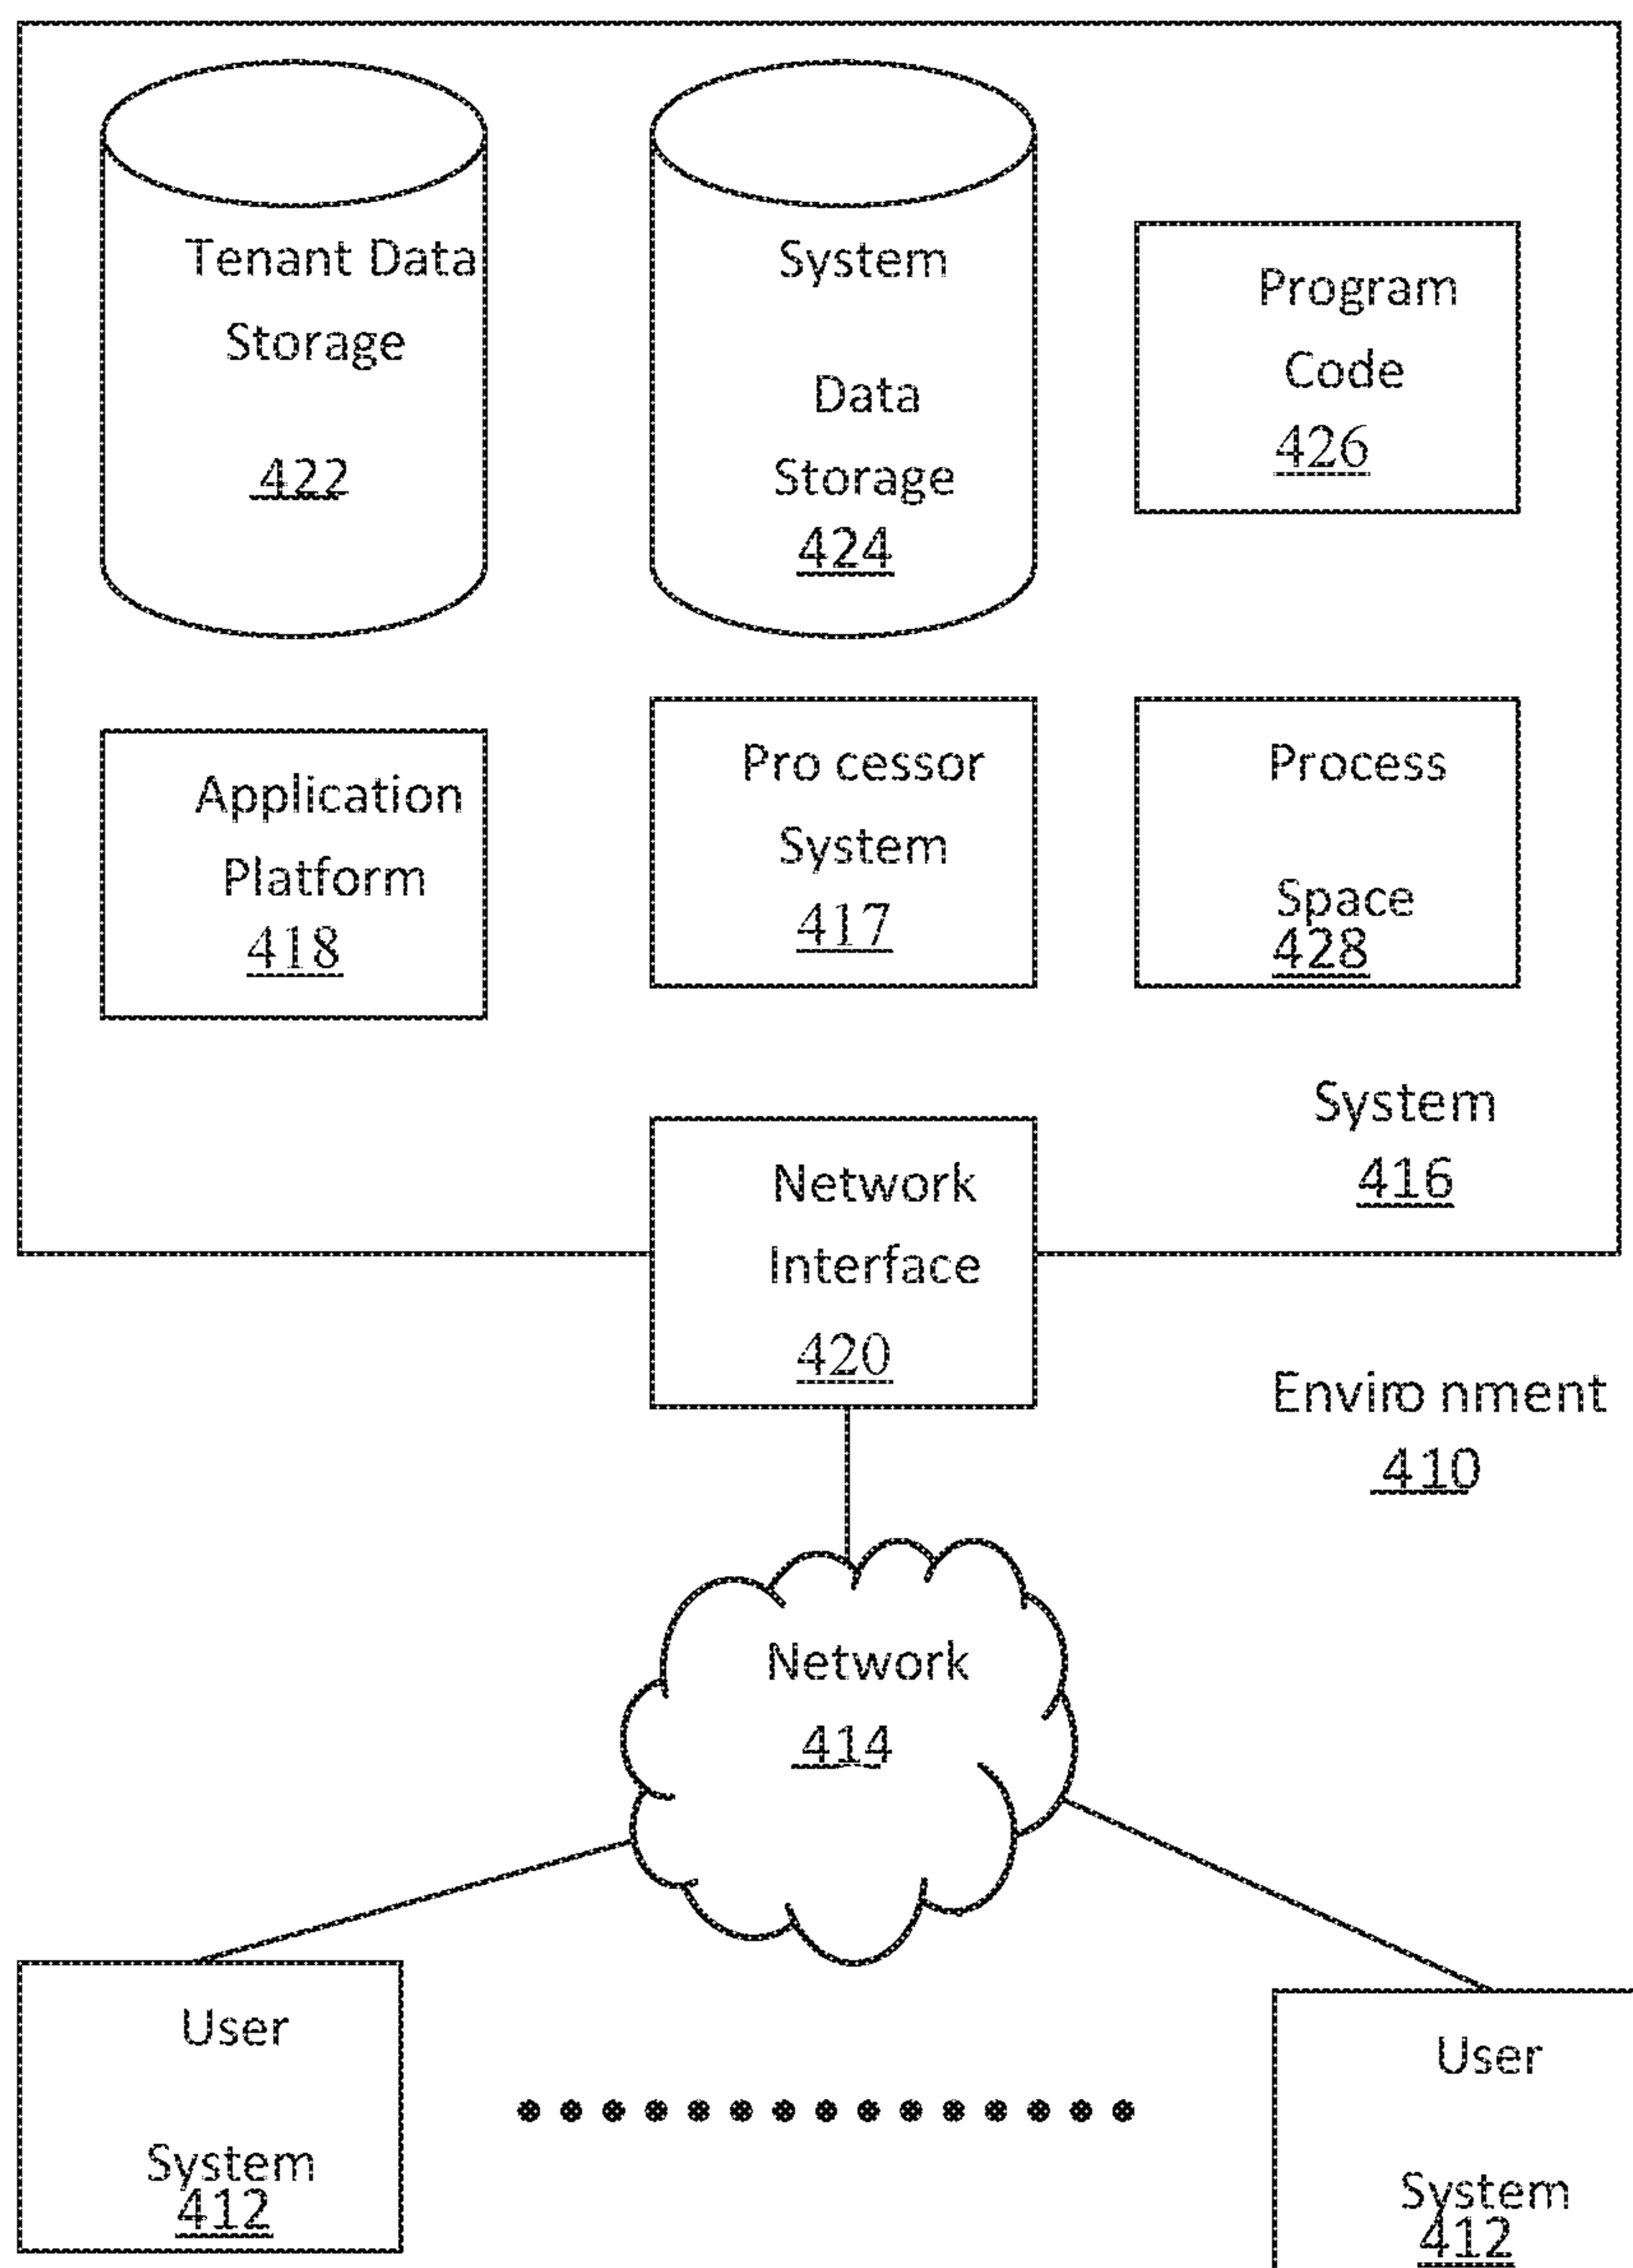 Tenant Data
Storage
422
System
Data
Storage
424
Program
Code
426
Application
Platform
418
Pro cessor
System
417
Process
Space
428
System
416
Network
Interface
420
Enviro nment
410
Network
414
User
System
412
User
System
412